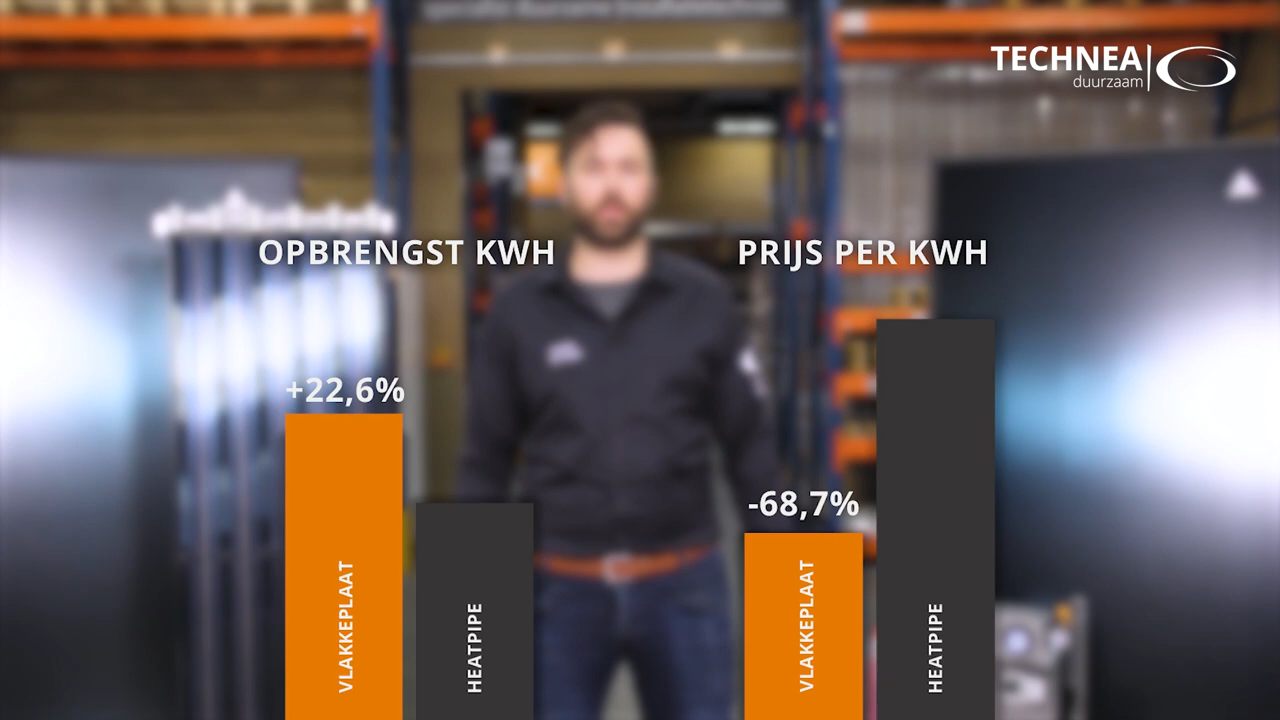 TECHNEA
duurzaam
OPBRENGST KWH
PRIJS PER KWH
+22,6%
-68,7%
VLAKKEPLAAT
HEATPIPE
VLAKKEPLAAT
HEATPIPE